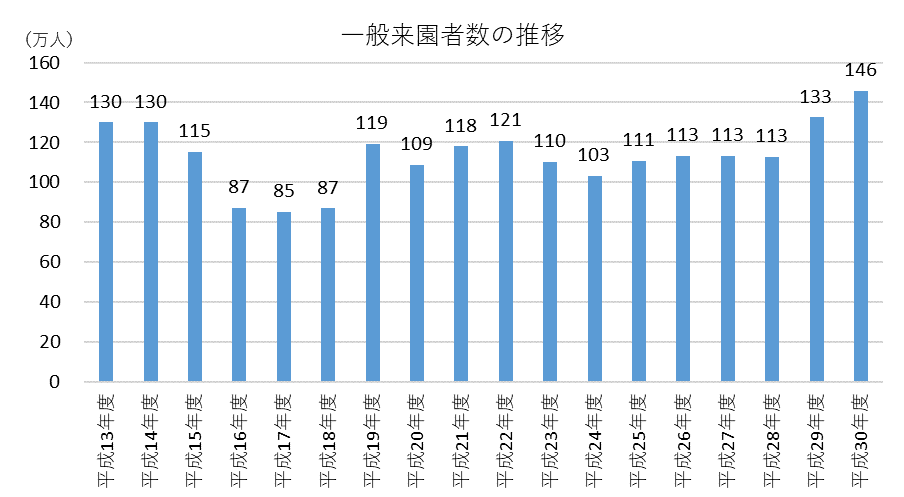 一般来園者数の推移
(万人)
160
140
120
100
80
60
40
20
0
130
130
115
87
85
87
119
109
118
121
110
103
111
113
113
113
133
146
平成13年度
平成14年度
平成15年度
平成16年度
平成17年度
平成18年度
平成19年度
平成20年度
平成21年度
平成22年度
平成23年度
平成24年度
平成25年度
平成26年度
平成27年度
平成28年度
平成29年度
平成30年度